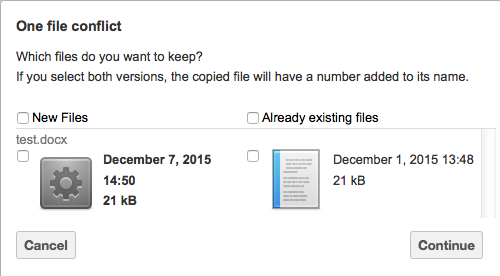 One file conflict
Which files do you want to keep?
If you select both versions, the copied file will have a number added to its name.
New Files
Already existing files
test.docx
December 7, 2015
14:50
21 kB
December 1, 2015 13:48
21 kB
Cancel
Continue